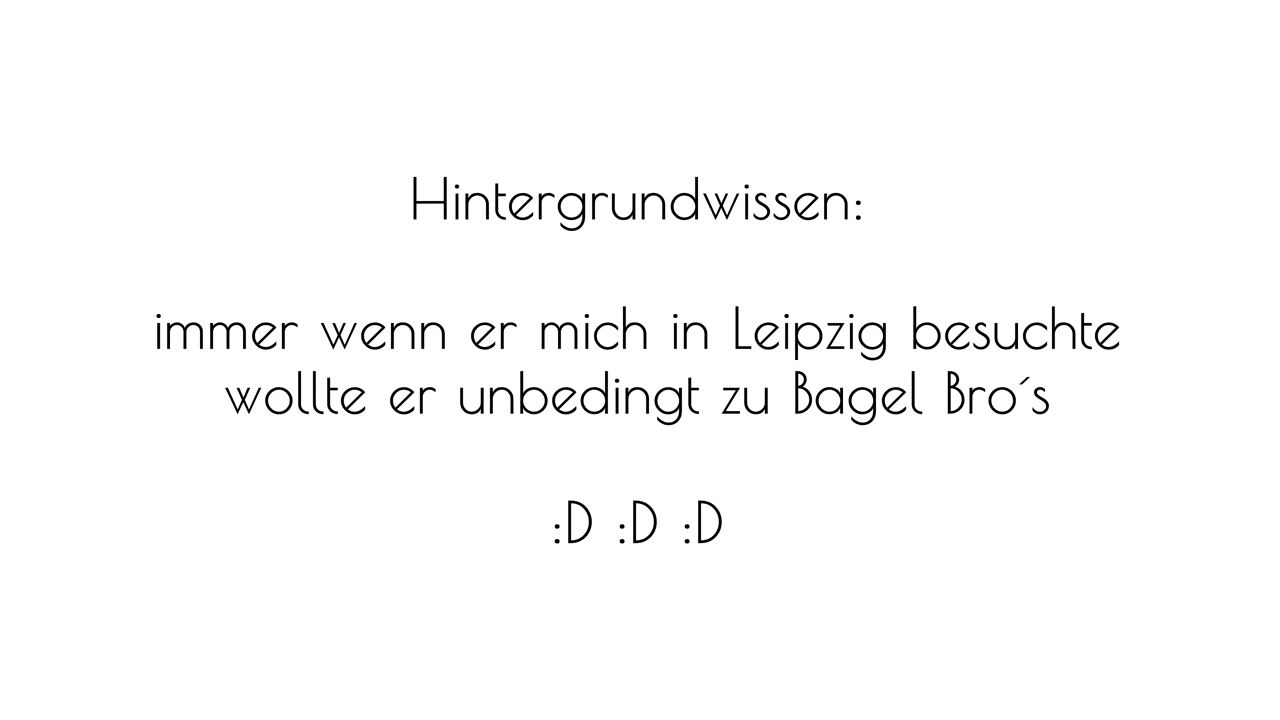 Hintergrundwissen:
immer wenn er mich in Leipzig besuchte
wollte er unbedingt zu Bagel Bro´s
:D :D :D